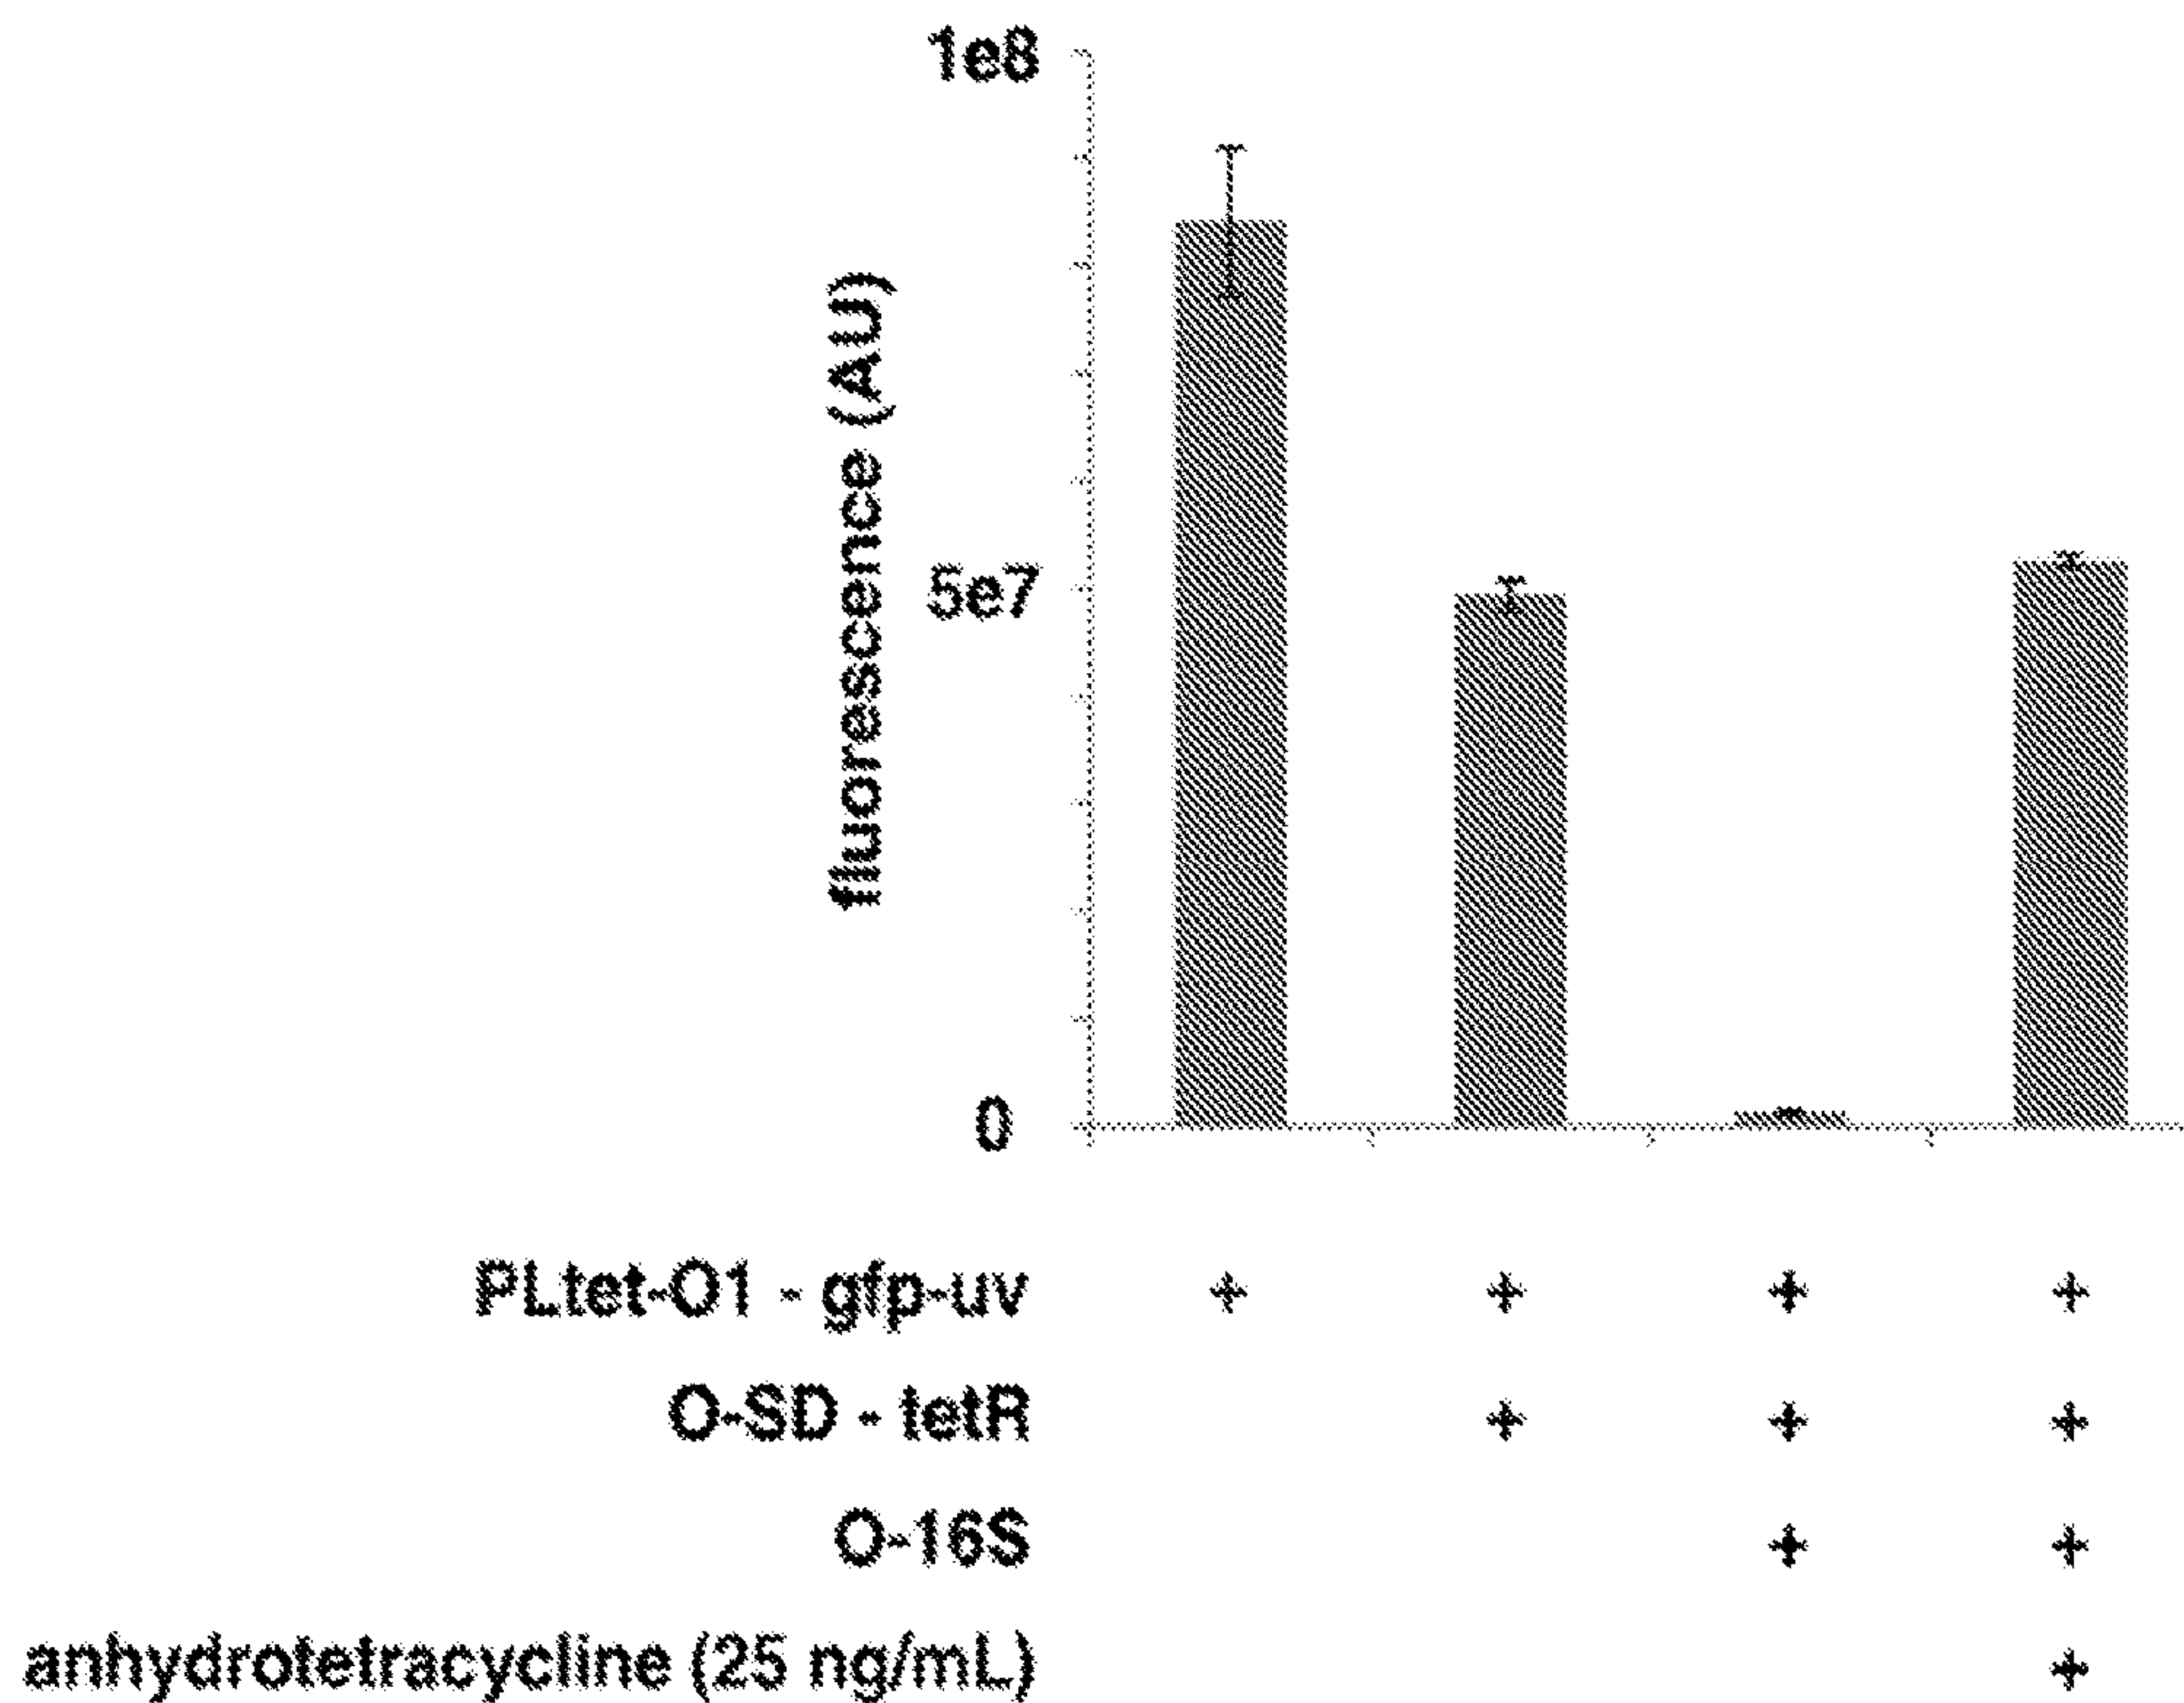 1e8
fluorescence (AU)
5e7
0
PLtet-O1 - gfp-uv + + + +
O-SD - tetR + + +
O-16S + +
anhydrotetracycline (25 ng/mL) +